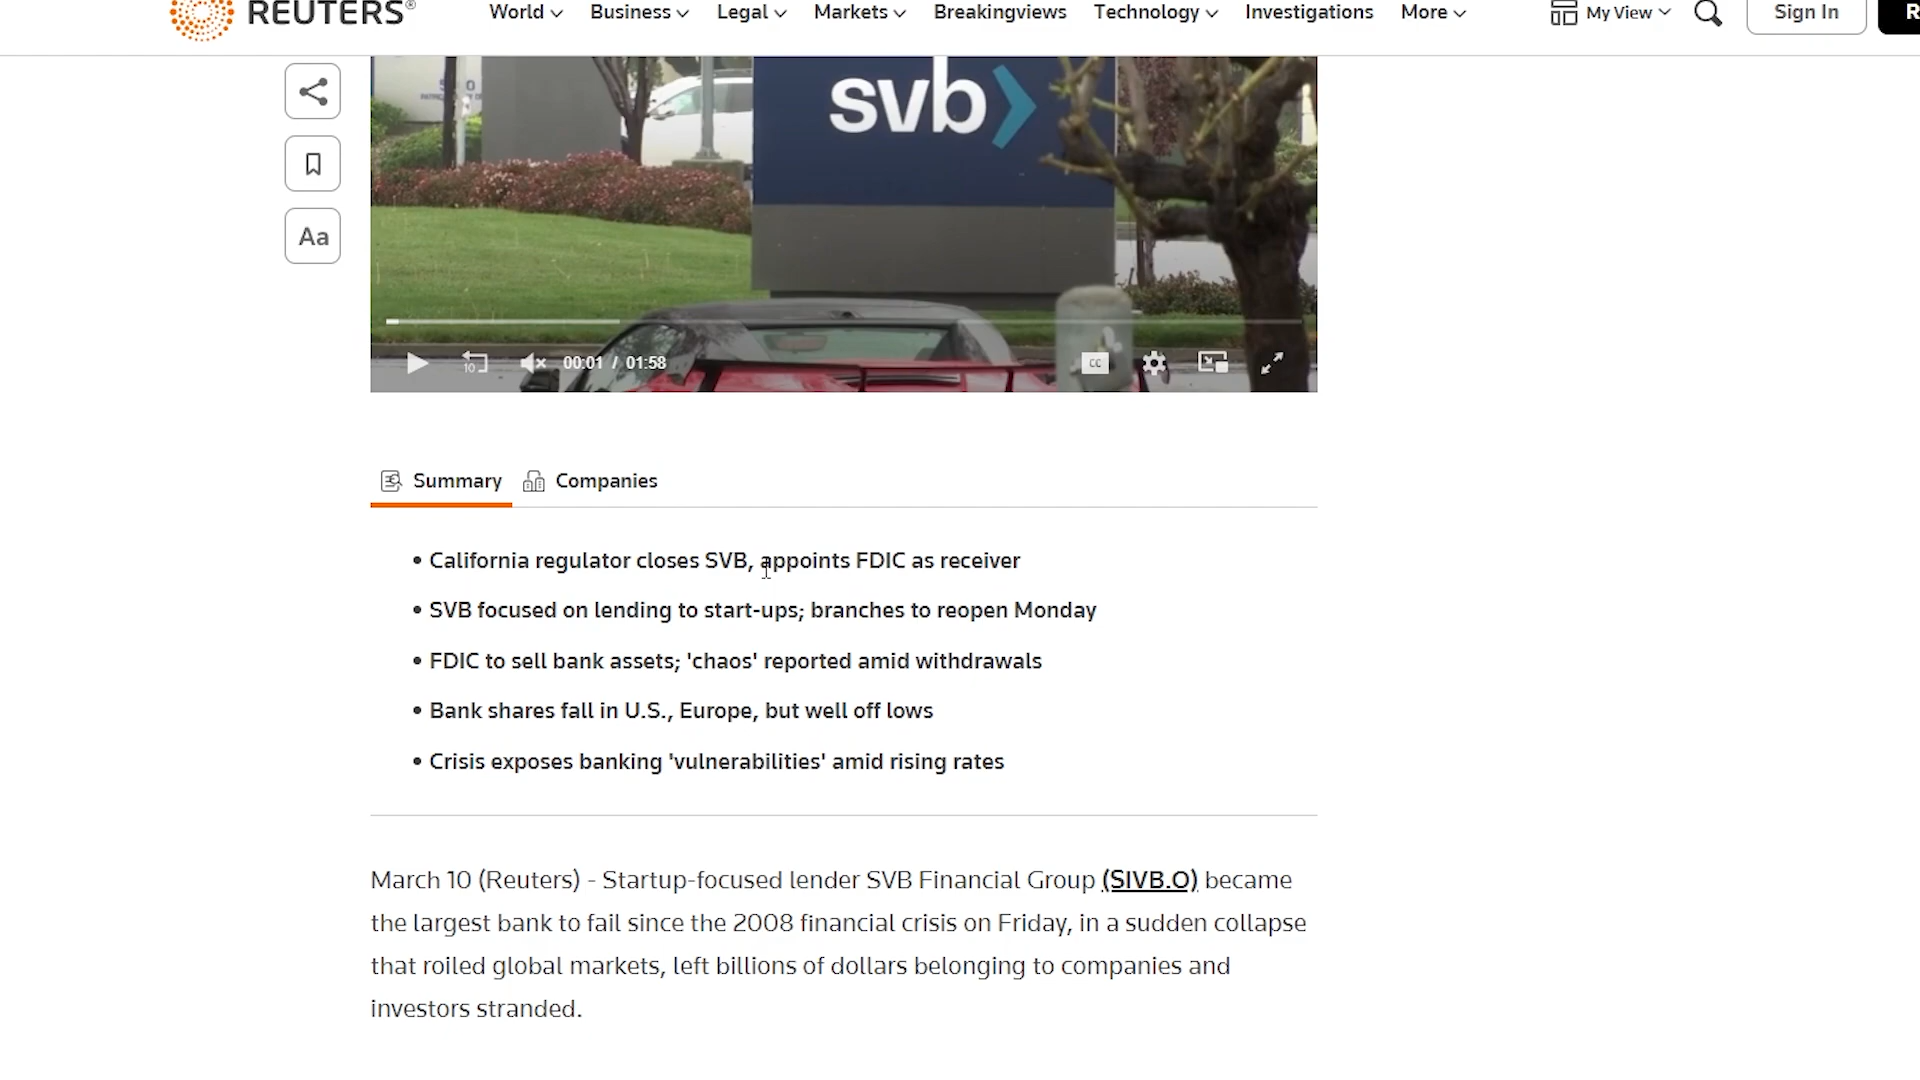 REUTERS®
World
Business
Legal
Markets
Breakingviews
Technology
Investigations
More
My View
Sign In
R
svb
Aa
10
00:01 / 01:58
CC
Summary
Companies
• California regulator closes SVB, appoints FDIC as receiver
• SVB focused on lending to start-ups; branches to reopen Monday
• FDIC to sell bank assets; 'chaos' reported amid withdrawals
• Bank shares fall in U.S., Europe, but well off lows
• Crisis exposes banking 'vulnerabilities' amid rising rates
March 10 (Reuters) - Startup-focused lender SVB Financial Group (SIVB.O) became
the largest bank to fail since the 2008 financial crisis on Friday, in a sudden collapse
that roiled global markets, left billions of dollars belonging to companies and
investors stranded.